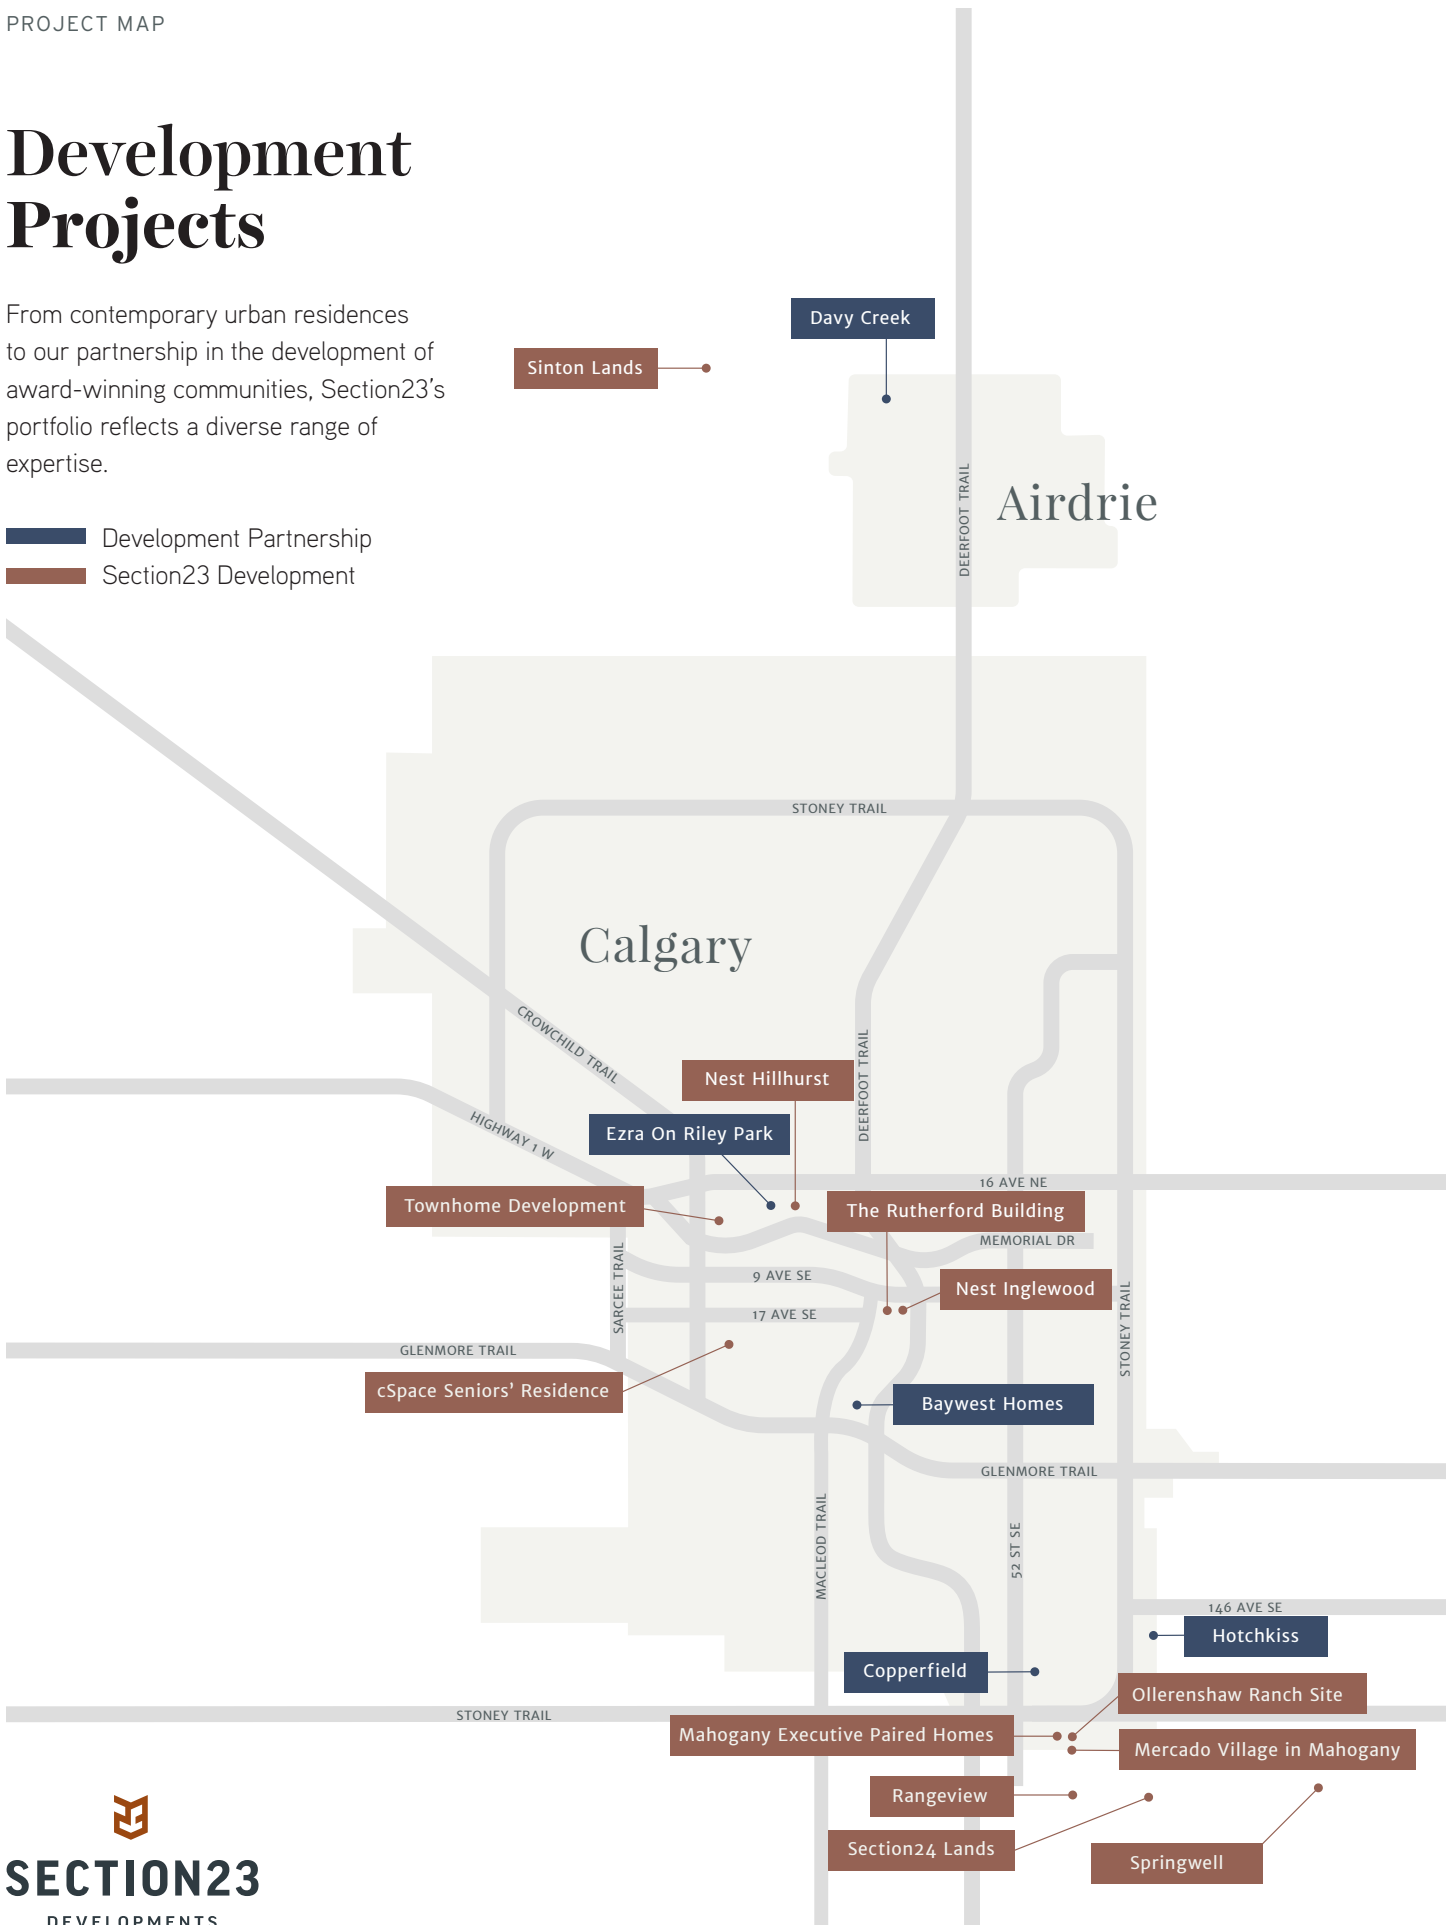 PROJECT MAP
Development
Projects
From contemporary urban residences
to our partnership in the development of
award-winning communities, Section23's
portfolio reflects a diverse range of
expertise.
Development Partnership
Section23 Development
Davy Creek
Sinton Lands
DEERFOOT TRAIL
Airdrie
STONEY TRAIL
Calgary
CROWCHILD TRAIL
DEERFOOT TRAIL
Nest Hillhurst
HIGHWAY 1 W
Ezra On Riley Park
16 AVE NE
Townhome Development
The Rutherford Building
MEMORIAL DR
SARCEE TRAIL
9 AVE SE
Nest Inglewood
17 AVE SE
STONEY TRAIL
GLENMORE TRAIL
cSpace Seniors' Residence
Baywest Homes
GLENMORE TRAIL
MACLEOD TRAIL
52 ST SE
146 AVE SE
Hotchkiss
Copperfield
Ollerenshaw Ranch Site
STONEY TRAIL
Mahogany Executive Paired Homes
Mercado Village in Mahogany
Rangeview
Section24 Lands
Springwell
SECTION23
DEVELOPMENTS